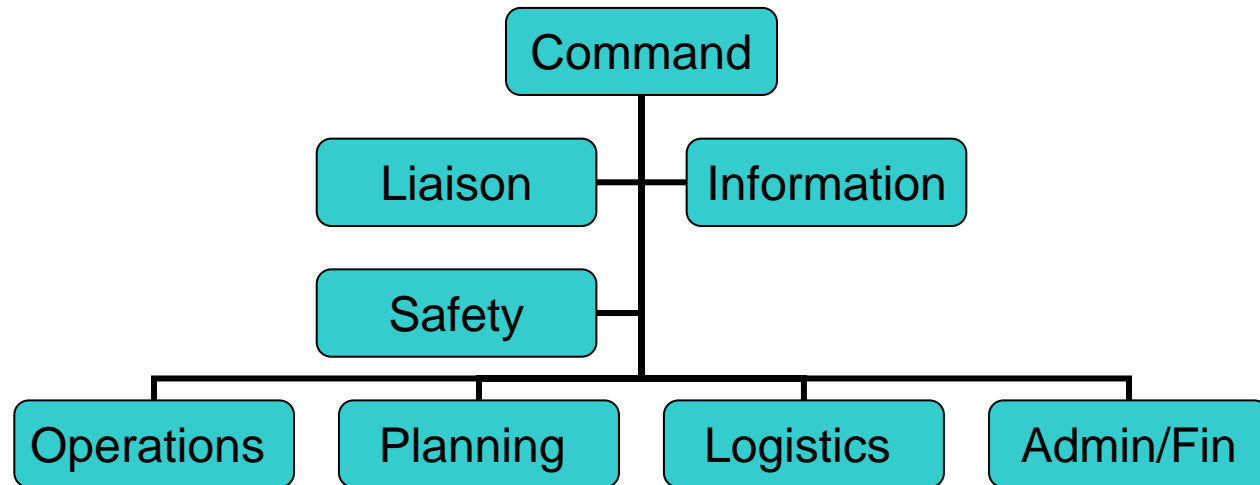 Command
Liaison
Information
Safety
Operations
Planning
Logistics
Admin/Fin